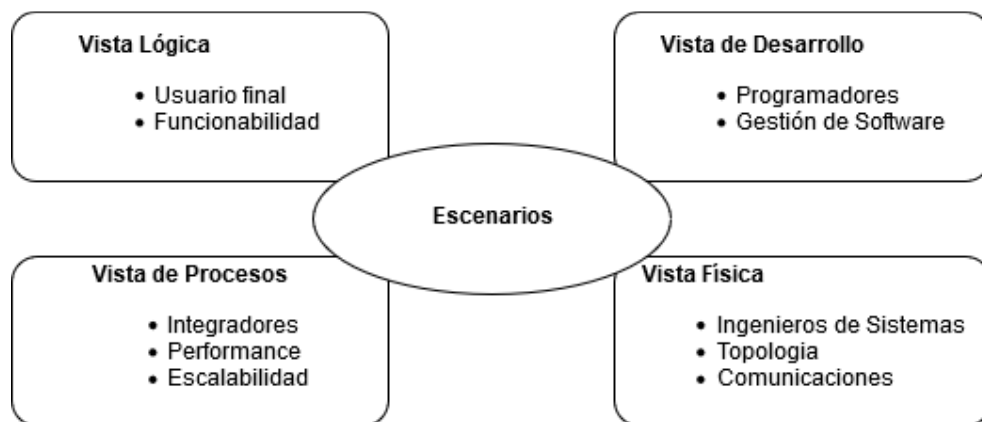 Vista Lógica
• Usuario final
• Funcionabilidad
Vista de Desarrollo
• Programadores
• Gestión de Software
Escenarios
Vista de Procesos
• Integradores
• Performance
• Escalabilidad
Vista Física
• Ingenieros de Sistemas
• Topologia
• Comunicaciones